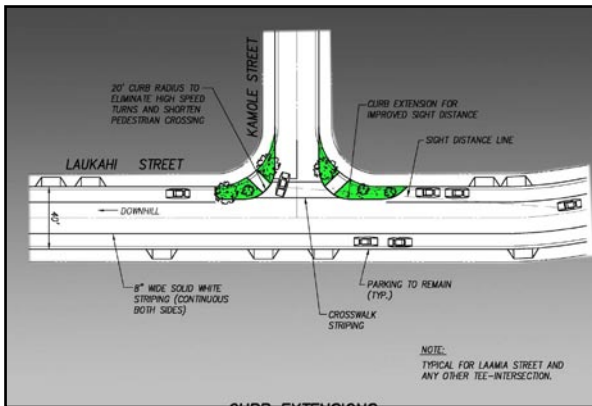 KAMOLE STREET
20' CURB RADIUS TO
ELIMINATE HIGH SPEED
TURNS AND SHORTEN
PEDESTRIAN CROSSING
CURB EXTENSION FOR
IMPROVED SIGHT DISTANCE
SIGHT DISTANCE LINE
LAUKAHI STREET
DOWNHILL
40'
8" WIDE SOLID WHITE
STRIPING (CONTINUOUS
BOTH SIDES)
PARKING TO REMAIN
(TYP.)
CROSSWALK
STRIPING
NOTE:
TYPICAL FOR LAAMIA STREET AND
ANY OTHER TEE-INTERSECTION.
CURB EXTENSIONS